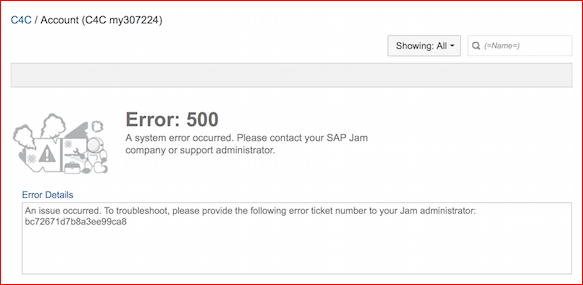 C4C / Account (C4C my307224)
Showing: All
(=Name=)
Error: 500
A system error occurred. Please contact your SAP Jam
company or support administrator.
Error Details
An issue occurred. To troubleshoot, please provide the following error ticket number to your Jam administrator:
bc72671d7b8a3ee99ca8